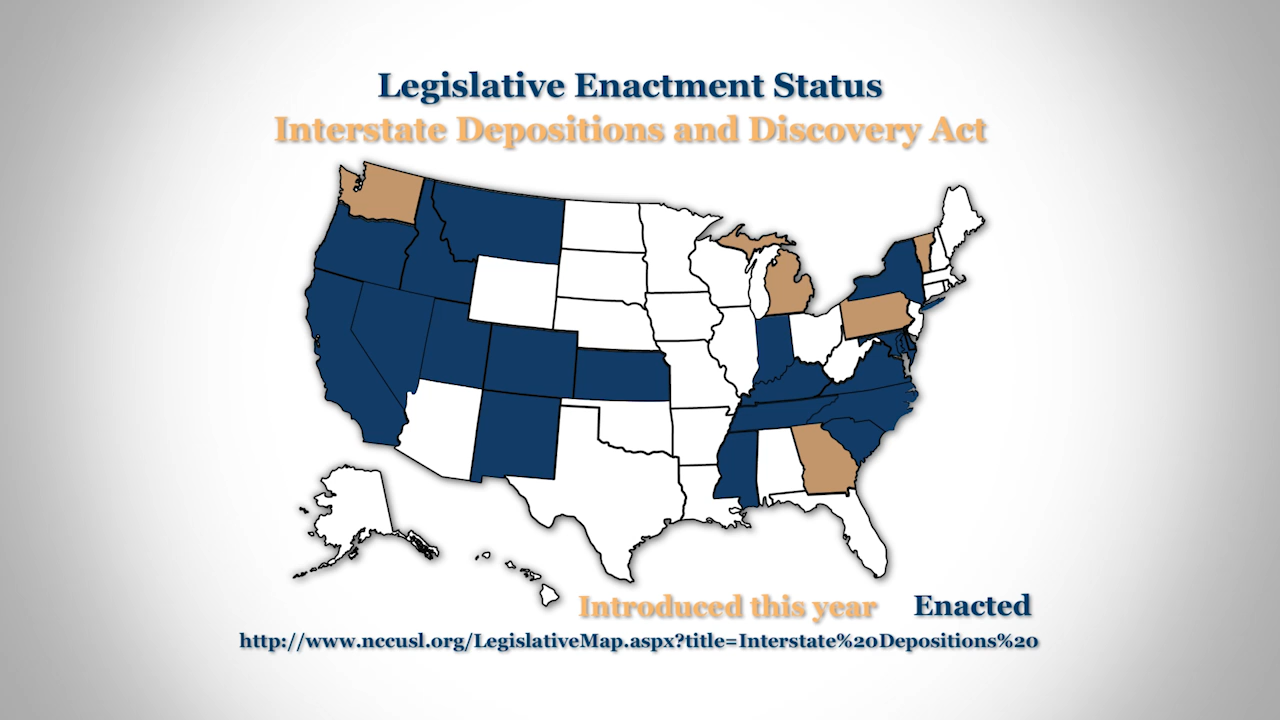 Legislative Enactment Status
Interstate Depositions and Discovery Act
Introduced this year Enacted
http://www.nccusl.org/LegislativeMap.aspx?title=Interstate%20Depositions%20